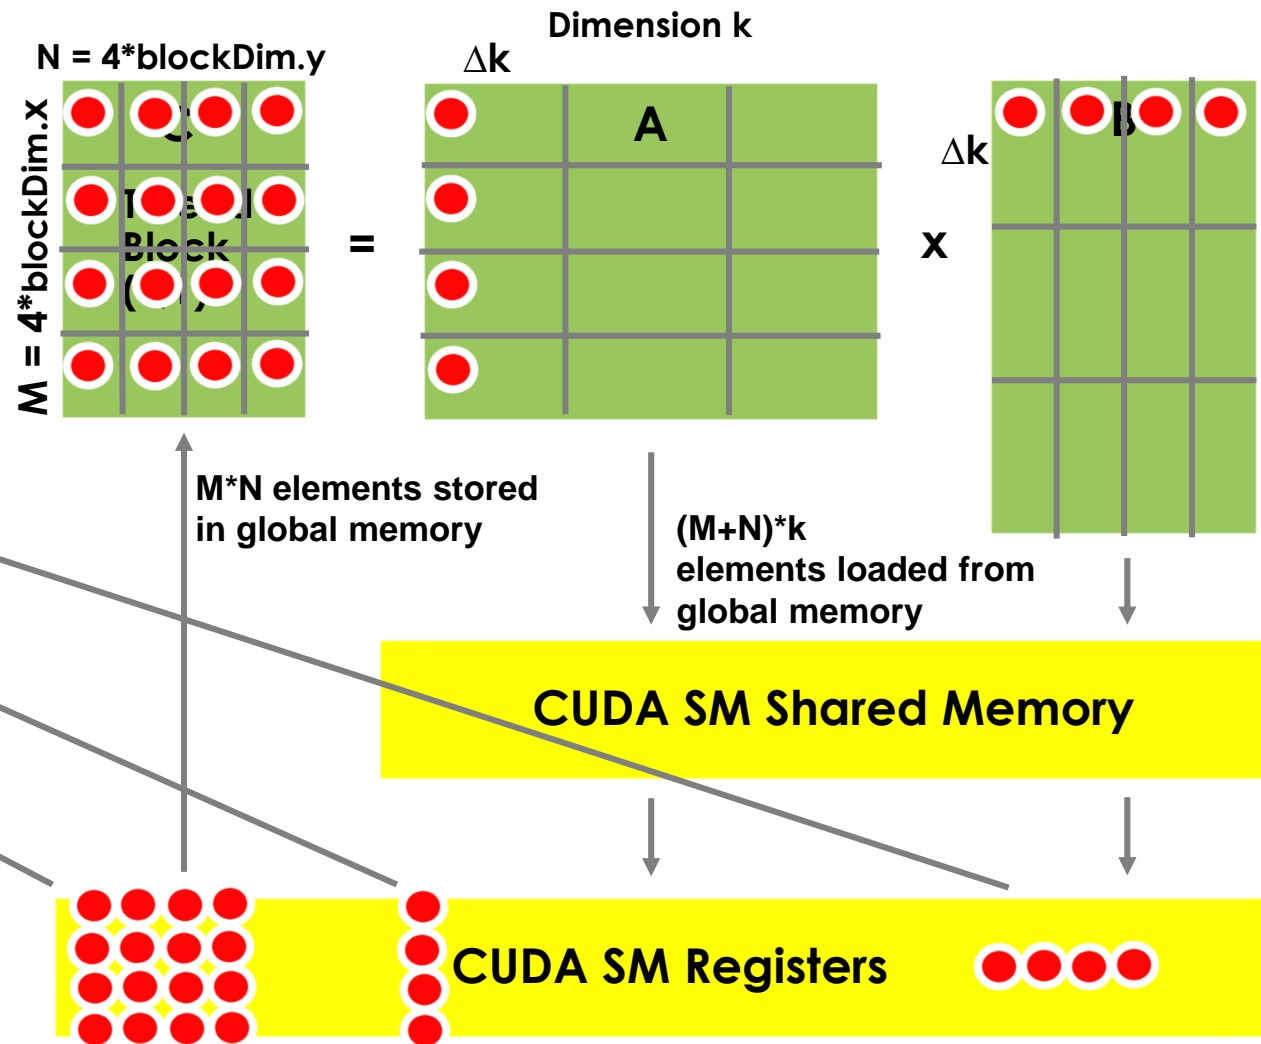 Dimension k
N = 4*blockDim.y
Δk
M = 4*blockDim.x
C
A
B
Δk
Block
=
x
M*N elements stored
in global memory
(M+N)*k
elements loaded from
global memory
CUDA SM Shared Memory
CUDA SM Registers